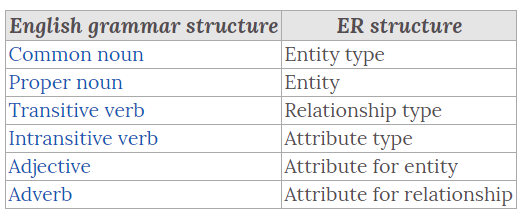 English grammar structure ER structure
Common noun Entity type
Proper noun Entity
Transitive verb Relationship type
Intransitive verb Attribute type
Adjective Attribute for entity
Adverb Attribute for relationship